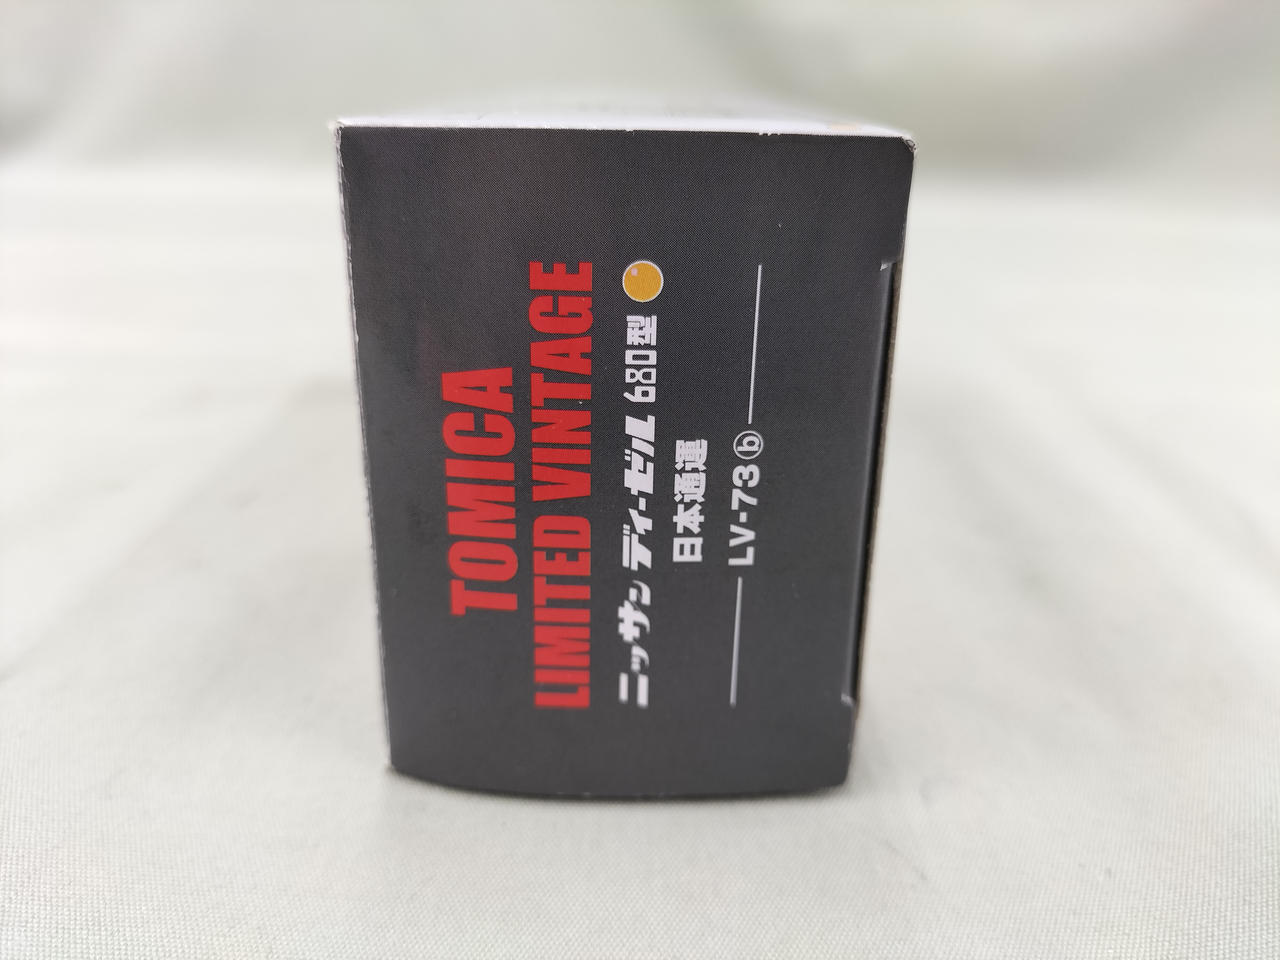 TOMICA
LIMITED VINTAGE
ニッサン ディーゼル 680型
日本通運
LV-73ⓑ